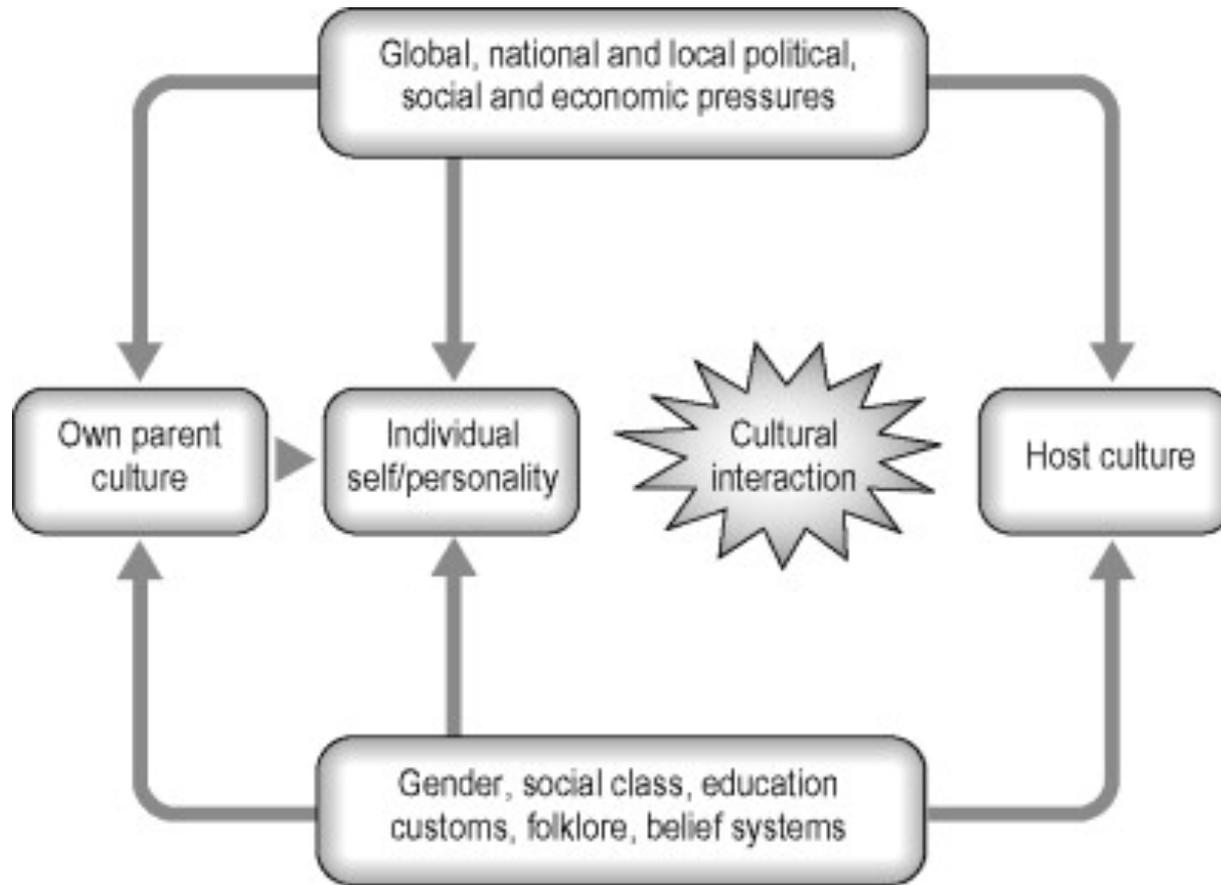 Global, national and local political,
social and economic pressures
Own parent
culture
Individual
self/personality
Cultural
interaction
Host culture
Gender, social class, education
customs, folklore, belief systems